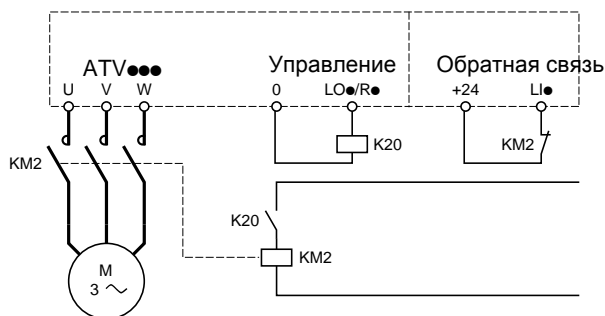 ATV●●● Управление Обратная связь
U V W 0 LO●/R● +24 LI●
K20 KM2
KM2
K20
KM2
M
3 ~